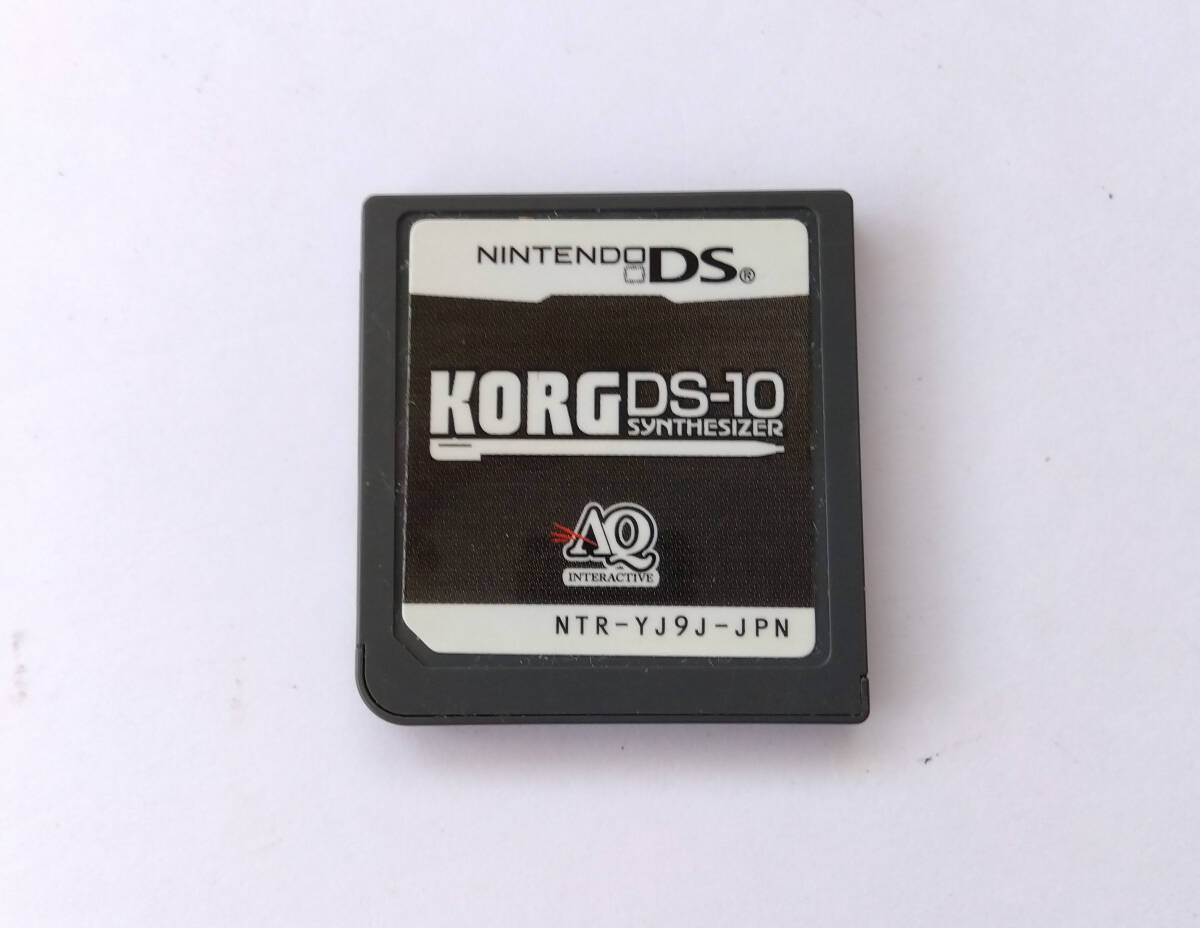 NINTENDO DS®
KORG DS-10
SYNTHESIZER
AQ
INTERACTIVE
NTR-YJ9J-JPN